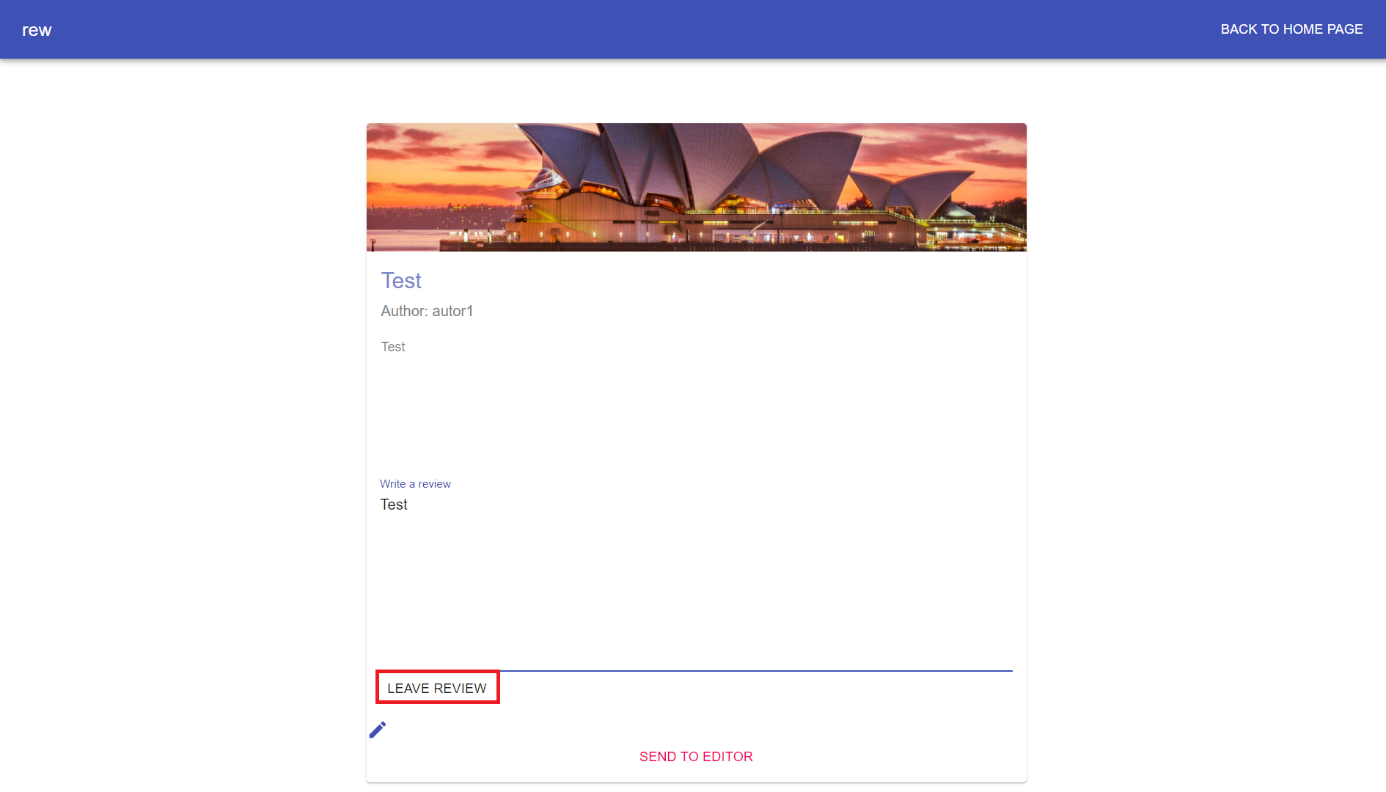 rew
BACK TO HOME PAGE
Test
Author: autor1
Test
Write a review
Test
LEAVE REVIEW
SEND TO EDITOR